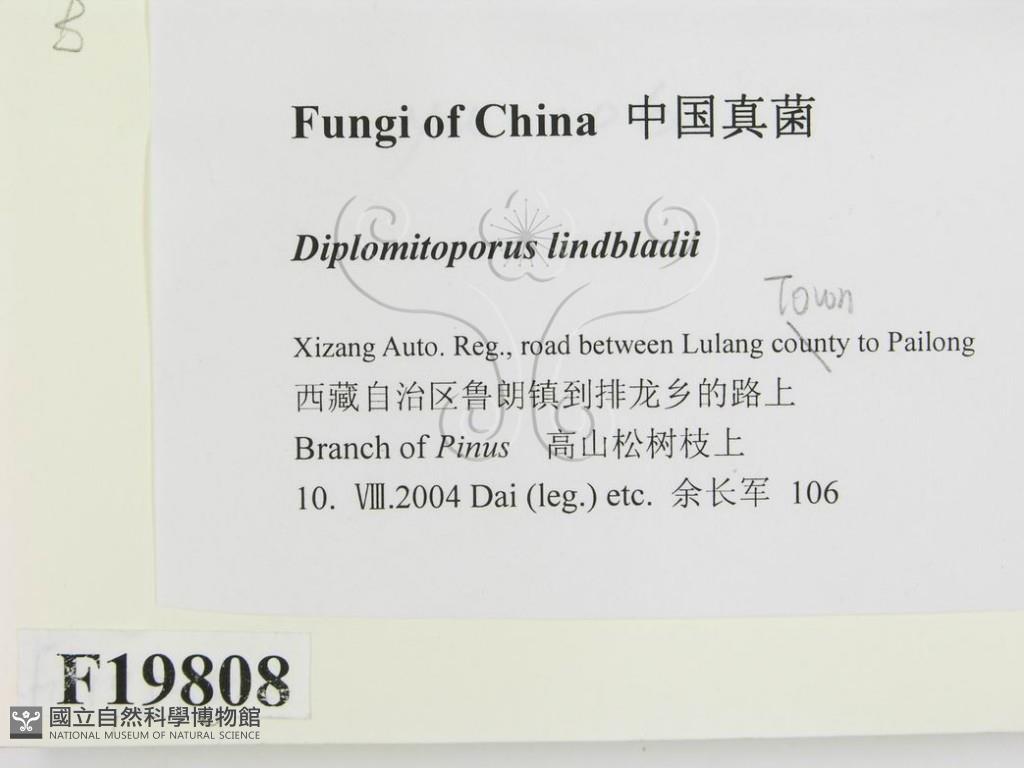 B
Fungi of China 中国真菌
Diplomitoporus lindbladii
Town
Xizang Auto. Reg., road between Lulang county to Pailong
西藏自治区鲁朗镇到排龙乡的路上
Branch of Pinus 高山松树枝上
10. Ⅷ.2004 Dai (leg.) etc. 余长军 106
F19808
國立自然科學博物館
NATIONAL MUSEUM OF NATURAL SCIENCE